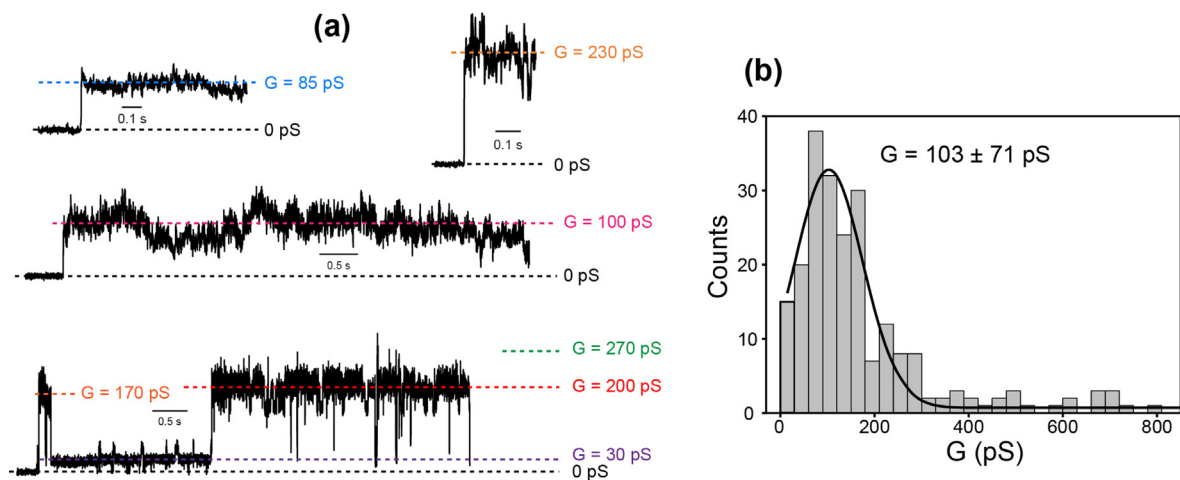 (a)
G = 85 pS
0.1 s
0 pS
G = 230 pS
0.1 s
0 pS
G = 100 pS
0.5 s
0 pS
G = 270 pS
G = 170 pS
G = 200 pS
0.5 s
G = 30 pS
0 pS
(b)
40
G = 103 ± 71 pS
30
Counts
20
10
0
0 200 400 600 800
G (pS)